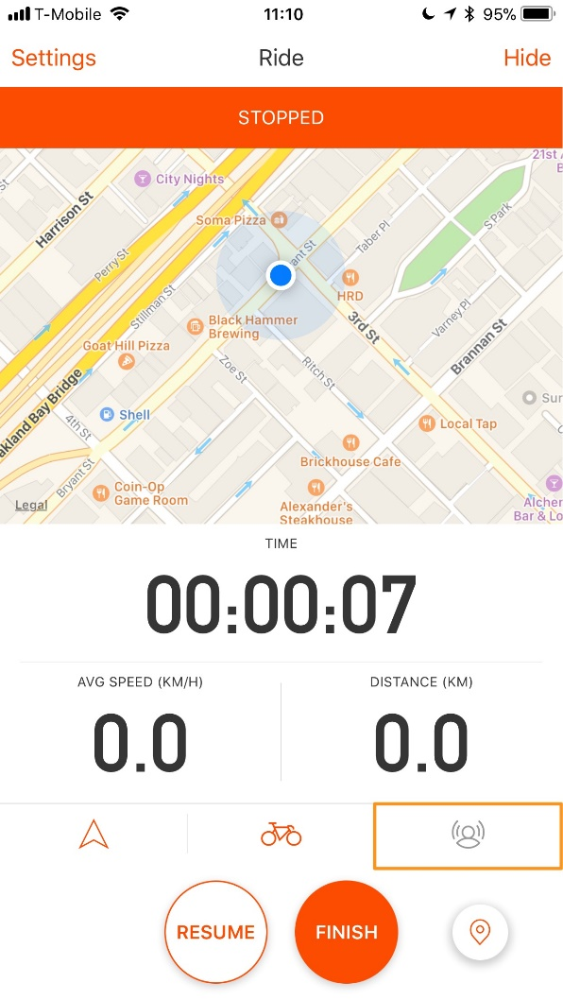 T-Mobile
11:10
95%
Settings
Ride
Hide
STOPPED
21st A
City Nights
E
Harrison St
Soma Pizza
Taber Pl
S Park
Perry St
ant St
HRD
Stillman St
Black Hammer
Brewing
3rd St
Varney Pl
Goat Hill Pizza
Brannan St
Zoe St
Ritch St
akland Bay Bridge
Shell
Sur
4th St
Local Tap
Brickhouse Cafe
Bryant St
Coin-Op
Game Room
Legal
Alexander's
Steakhouse
Alcher
Bar & Lo
TIME
00:00:07
AVG SPEED (KM/H)
DISTANCE (KM)
0.0
0.0
RESUME
FINISH